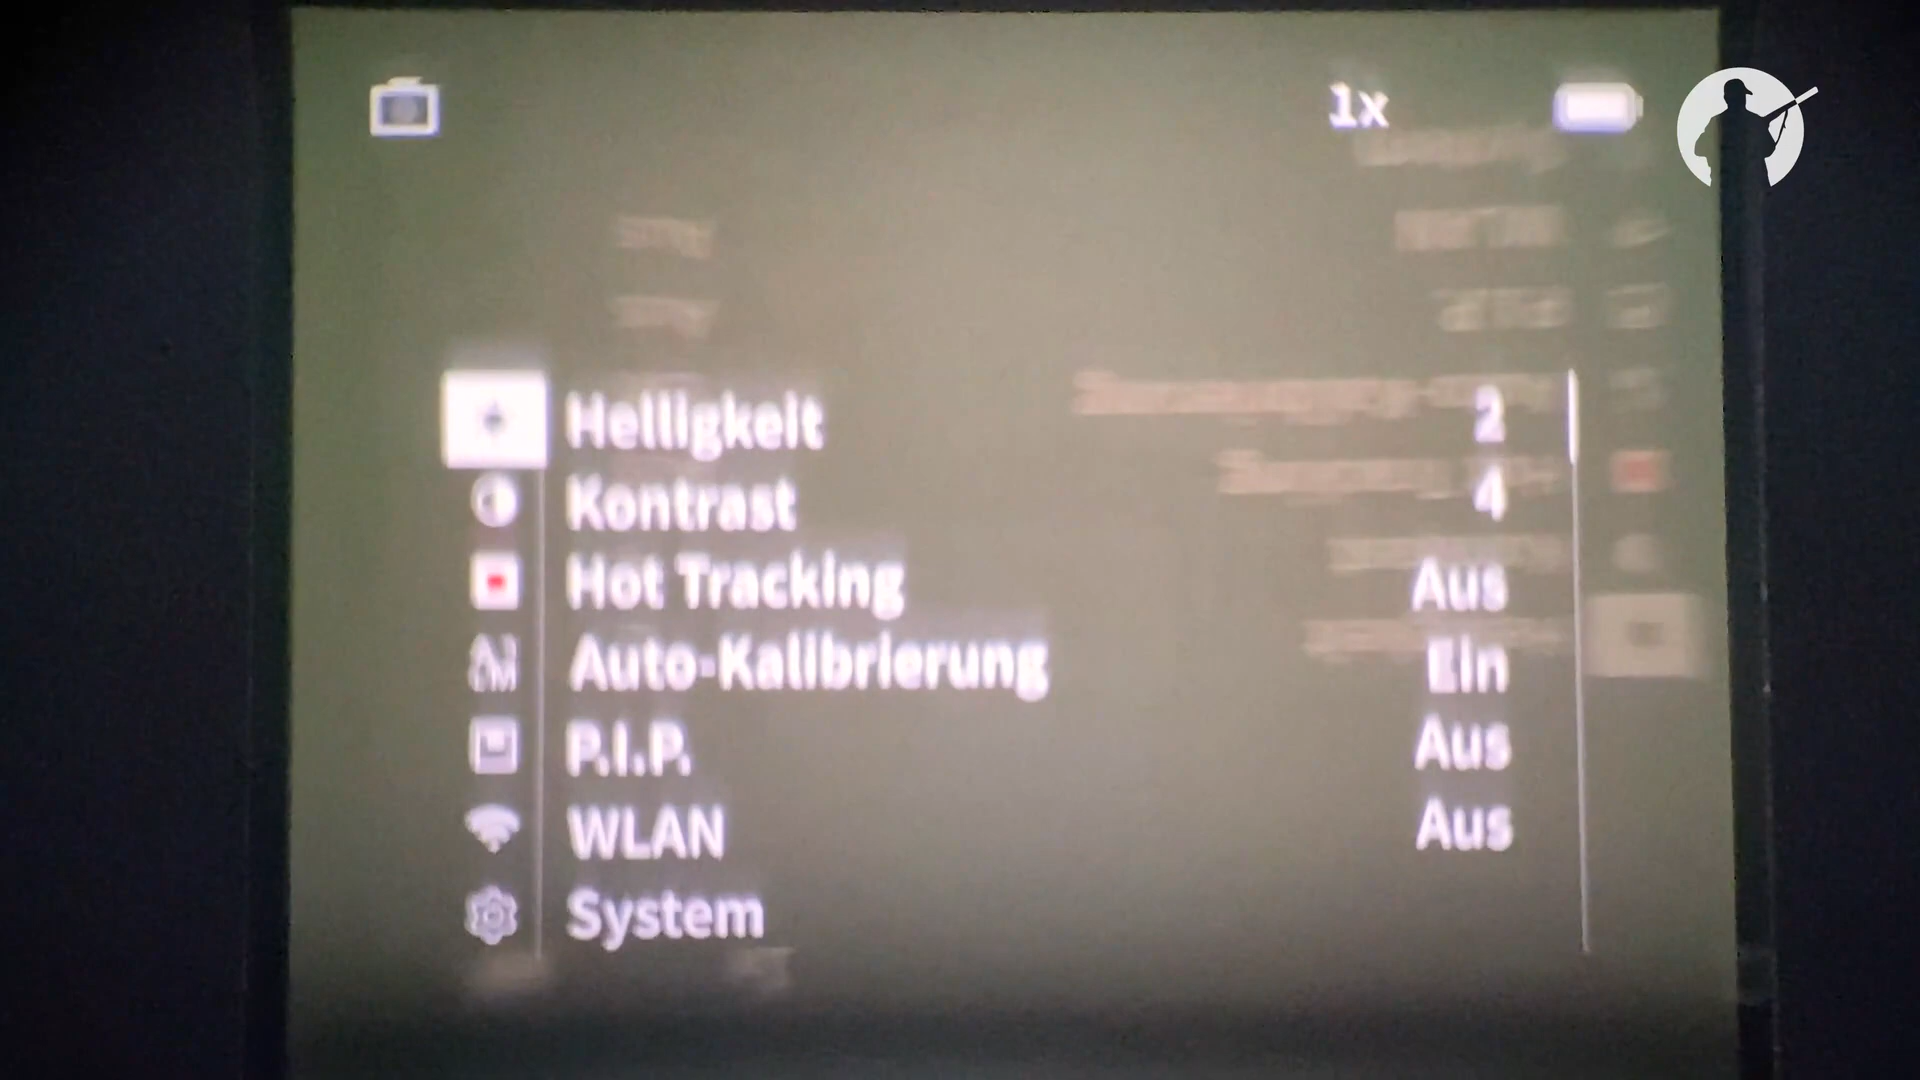 1x
Helligkeit 2
Kontrast 4
Hot Tracking Aus
Auto-Kalibrierung Ein
P.I.P. Aus
WLAN Aus
System